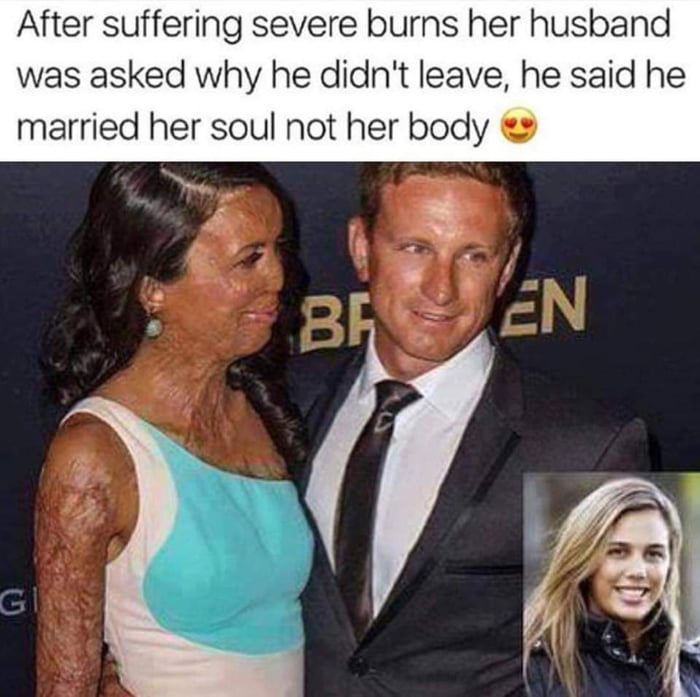 After suffering severe burns her husband
was asked why he didn't leave, he said he
married her soul not her body 😍
BR EN
G